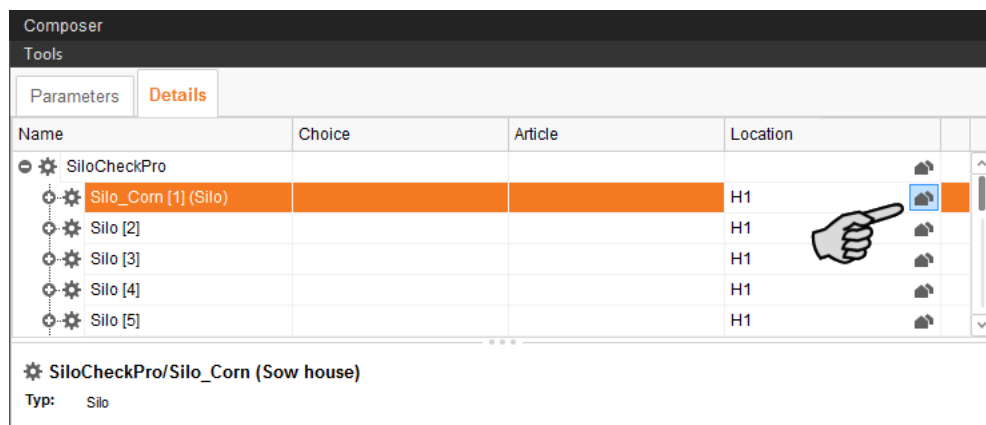 Composer
Tools
Parameters Details
Name Choice Article Location
SiloCheckPro
Silo_Corn [1] (Silo) H1
Silo [2] H1
Silo [3] H1
Silo [4] H1
Silo [5] H1
SiloCheckPro/Silo_Corn (Sow house)
Typ: Silo